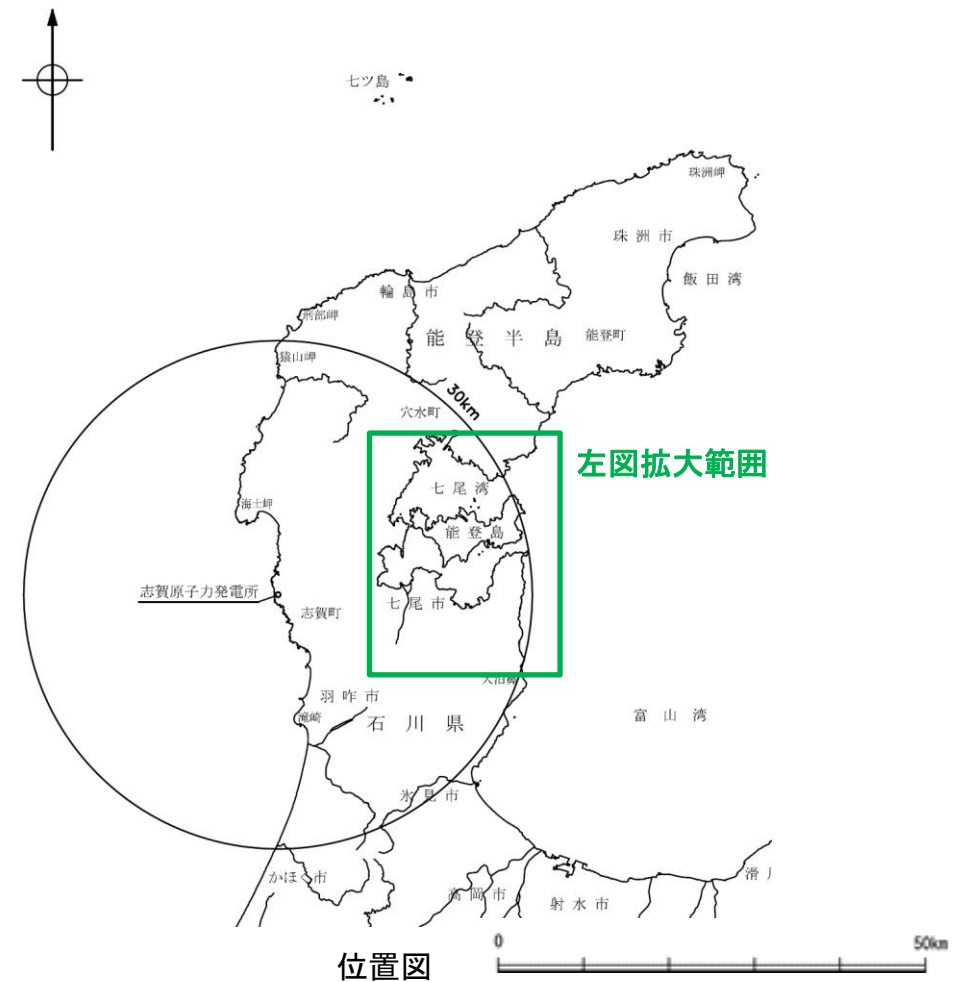 七ツ島
珠洲岬
珠洲市
飯田湾
輪島市
刑部岬
能登半島
能登町
猿山岬
30km
穴水町
左図拡大範囲
七尾湾
海士岬
能登島
志賀原子力発電所
七尾市
志賀町
大泊鼻
羽咋市
滝崎
石川県
富山湾
氷見市
かほく市
高岡市
射水市
滑川
位置図
0
50km